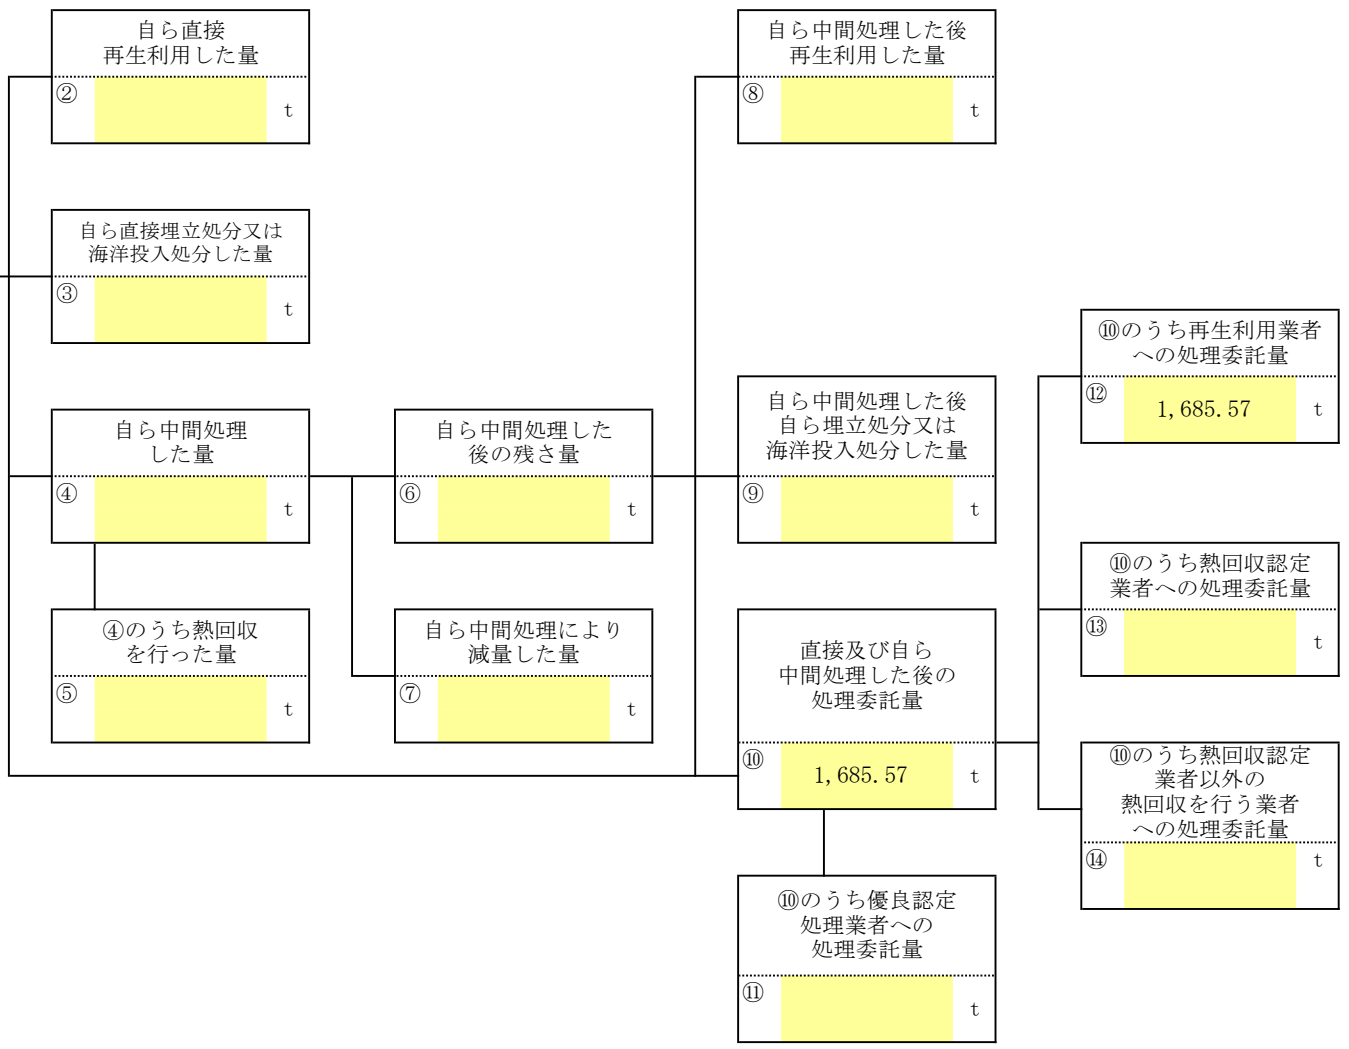 自ら直接
再生利用した量
②
t
自ら中間処理した後
再生利用した量
⑧
t
自ら直接埋立処分又は
海洋投入処分した量
③
t
⑩のうち再生利用業者
への処理委託量
⑫
1,685.57
t
自ら中間処理
した量
④
t
自ら中間処理した
後の残さ量
⑥
t
自ら中間処理した後
自ら埋立処分又は
海洋投入処分した量
⑨
t
⑩のうち熱回収認定
業者への処理委託量
⑬
t
④のうち熱回収
を行った量
⑤
t
自ら中間処理により
減量した量
⑦
t
直接及び自ら
中間処理した後の
処理委託量
⑩
1,685.57
t
⑩のうち熱回収認定
業者以外の
熱回収を行う業者
への処理委託量
⑭
t
⑩のうち優良認定
処理業者への
処理委託量
⑪
t